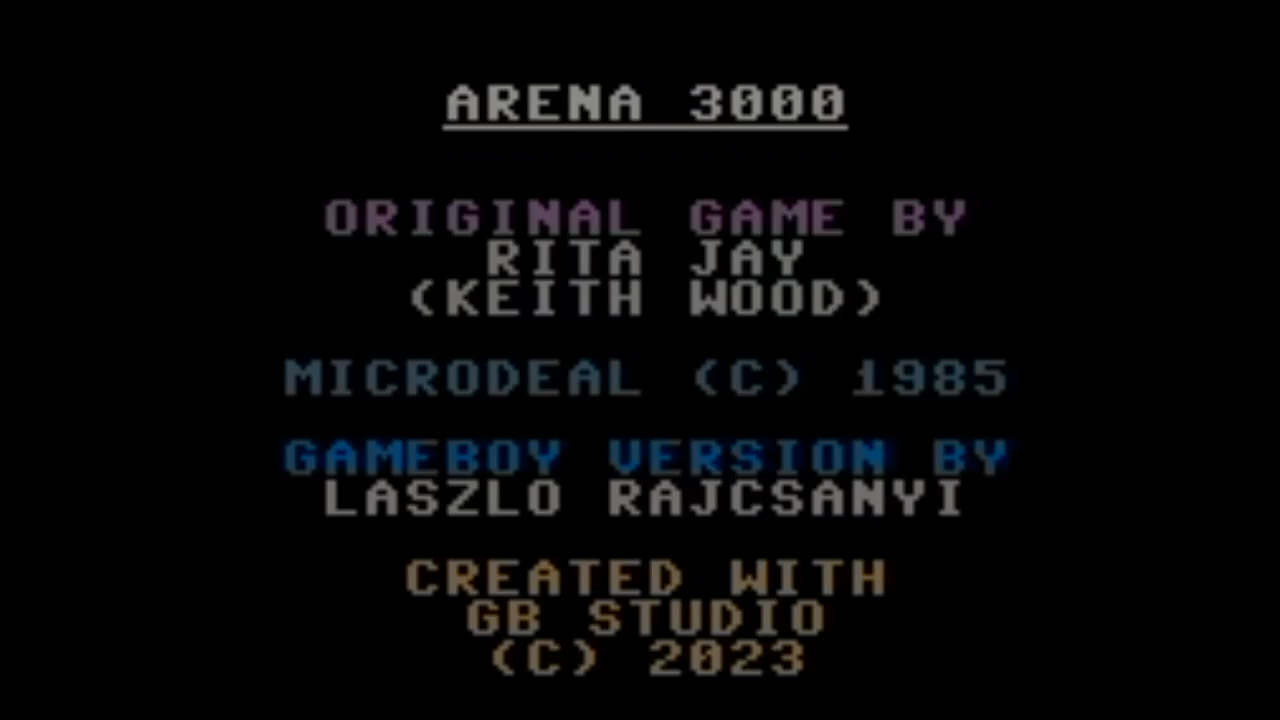 ARENA 3000
ORIGINAL GAME BY
RITA JAY
(KEITH WOOD)
MICRODEAL (C) 1985
GAMEBOY VERSION BY
LASZLO RAJCSANYI
CREATED WITH
GB STUDIO
(C) 2023